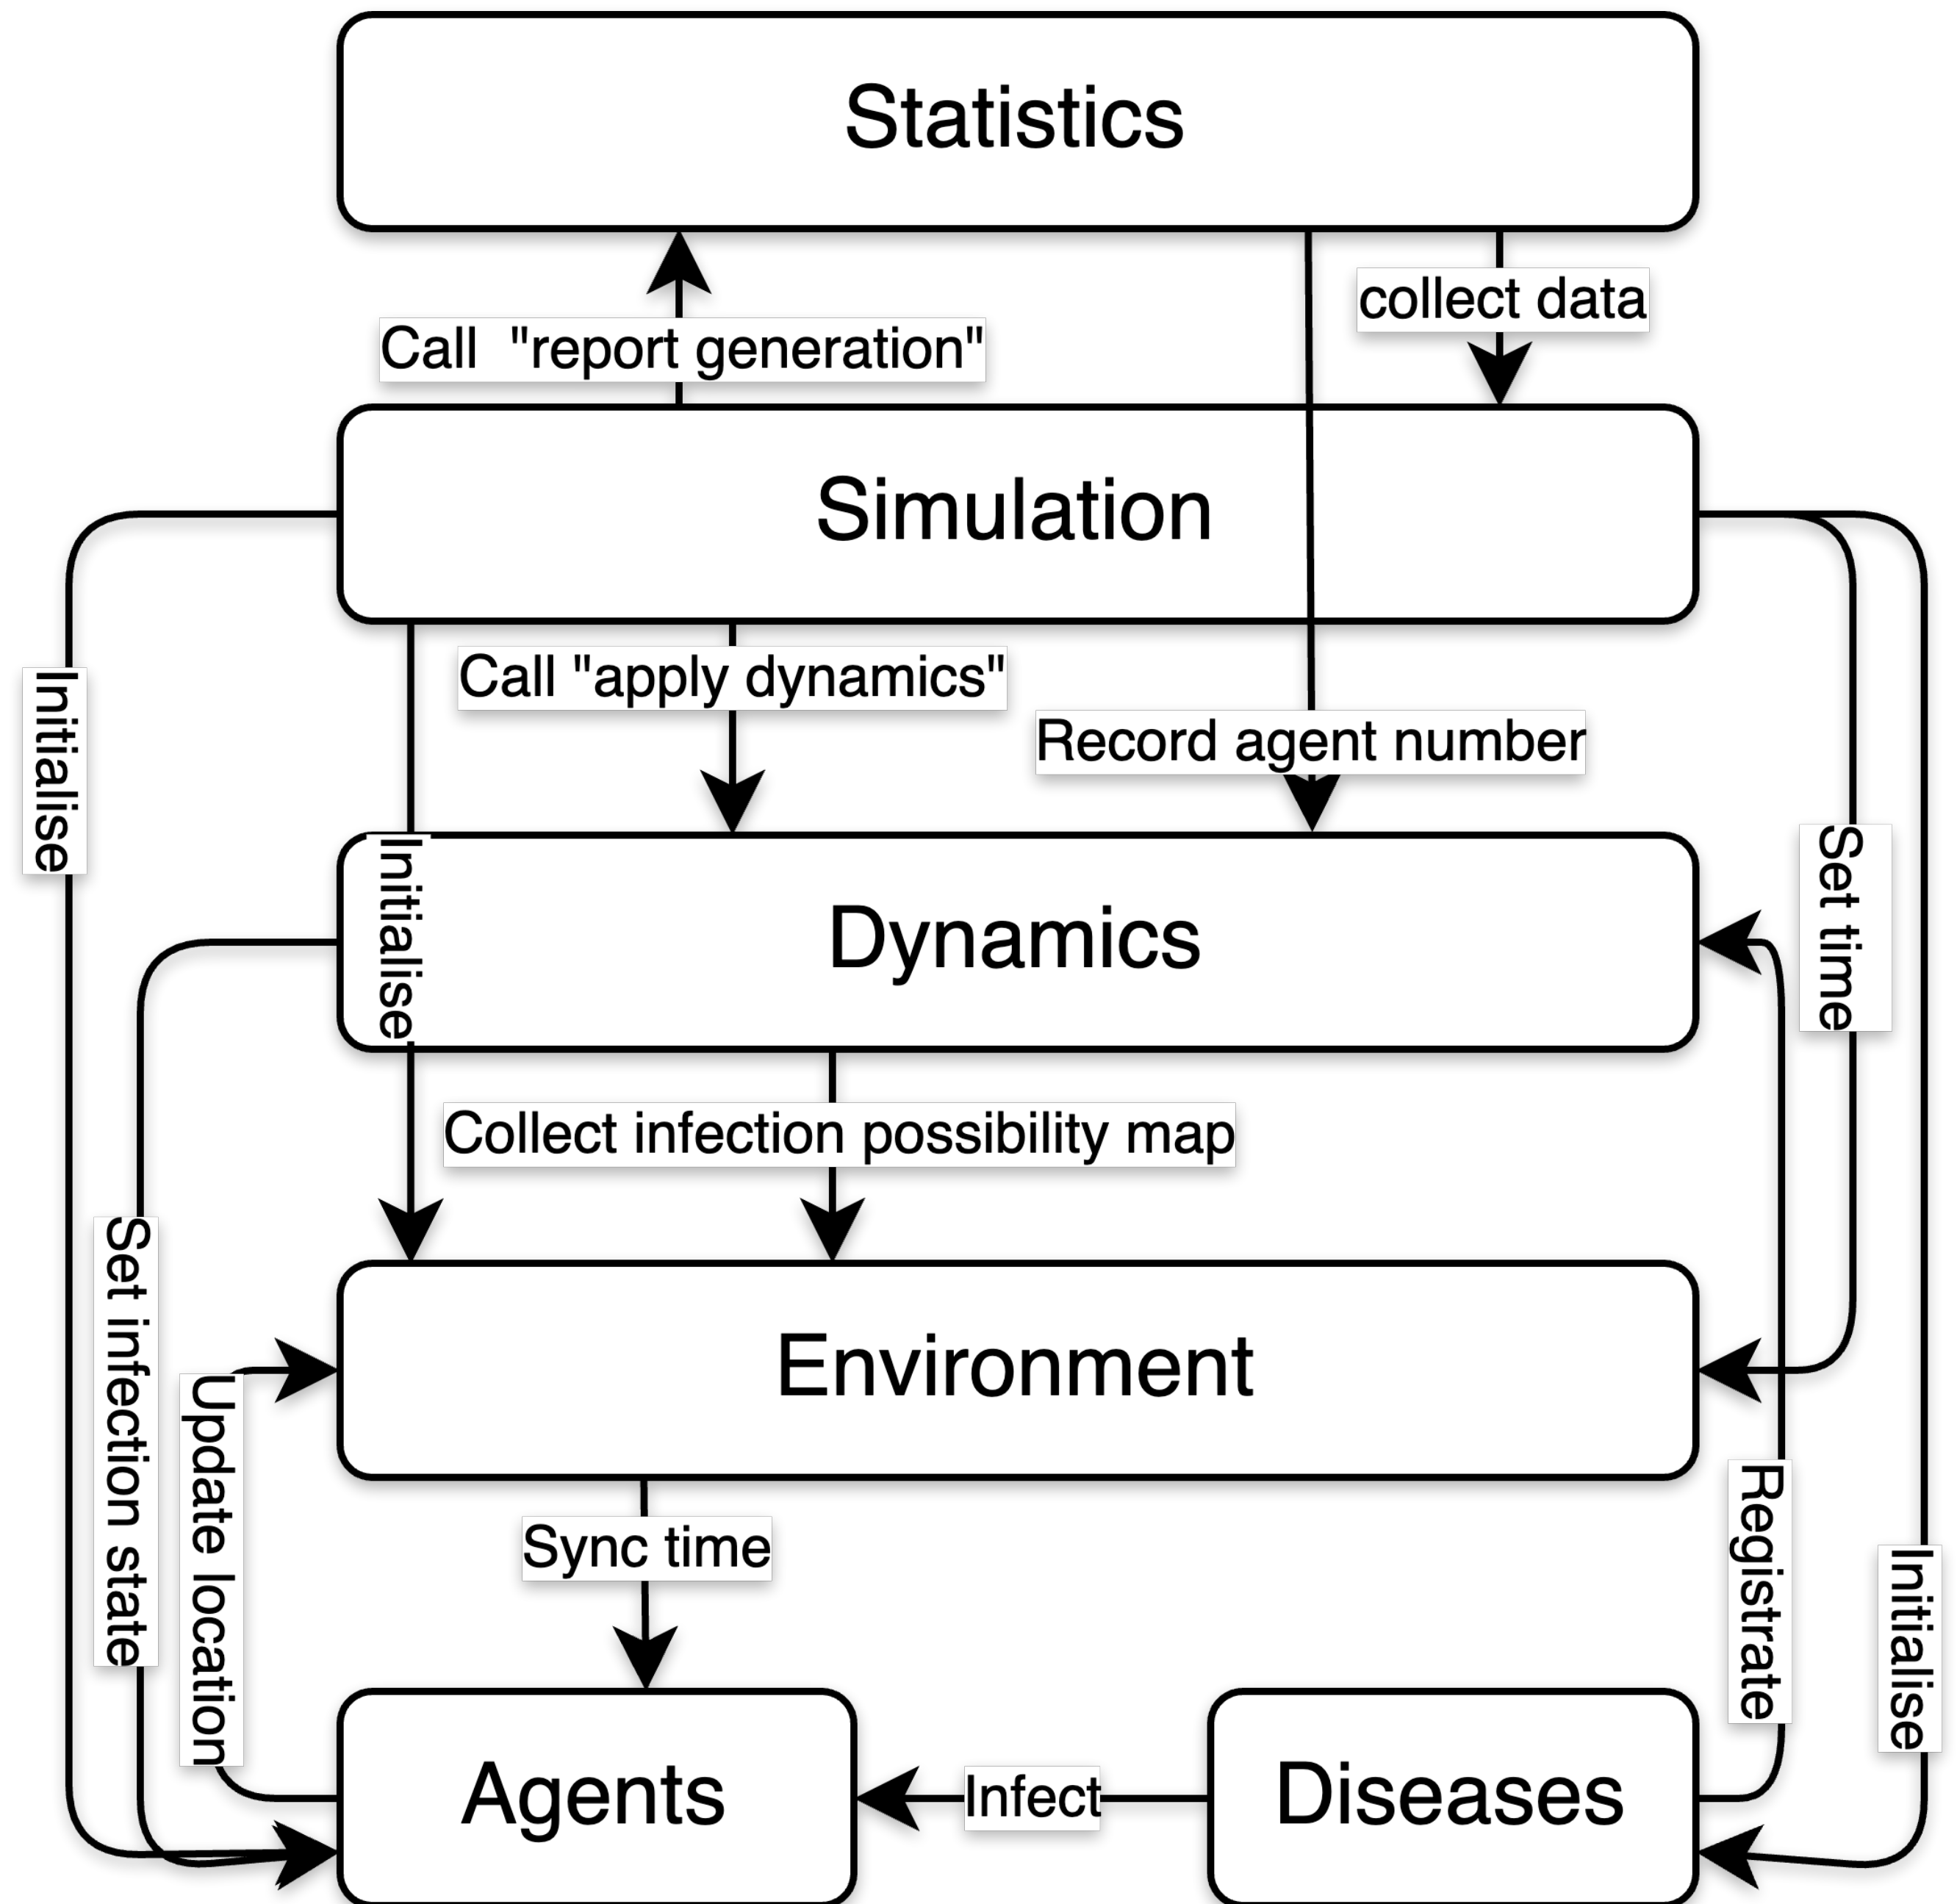 Statistics
collect data
Call "report generation"
Simulation
Call "apply dynamics"
Initialise
Record agent number
Initialise
Set time
Dynamics
Collect infection possibility map
Set infection state
Environment
Update location
Registrate
Sync time
Initialise
Agents
Infect
Diseases